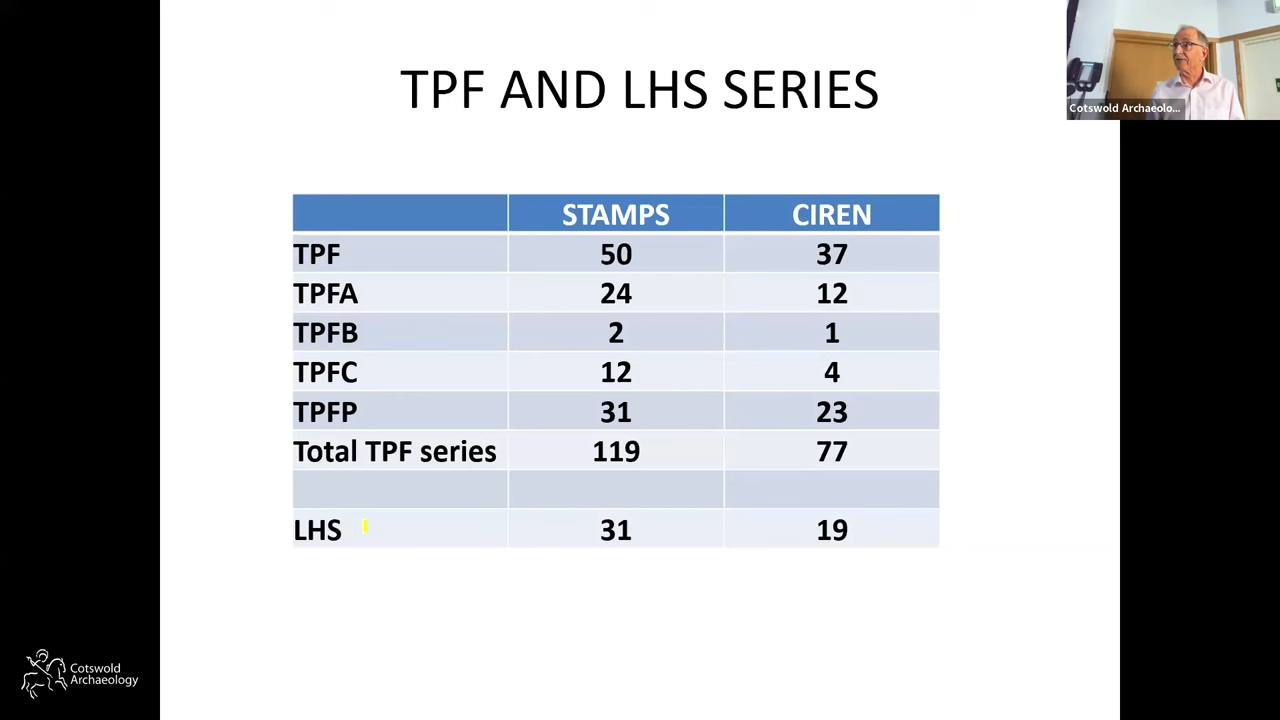 TPF AND LHS SERIES
Cotswold Archaeolo...
STAMPS CIREN
TPF 50 37
TPFA 24 12
TPFB 2 1
TPFC 12 4
TPFP 31 23
Total TPF series 119 77
LHS 31 19
Cotswold
Archaeology